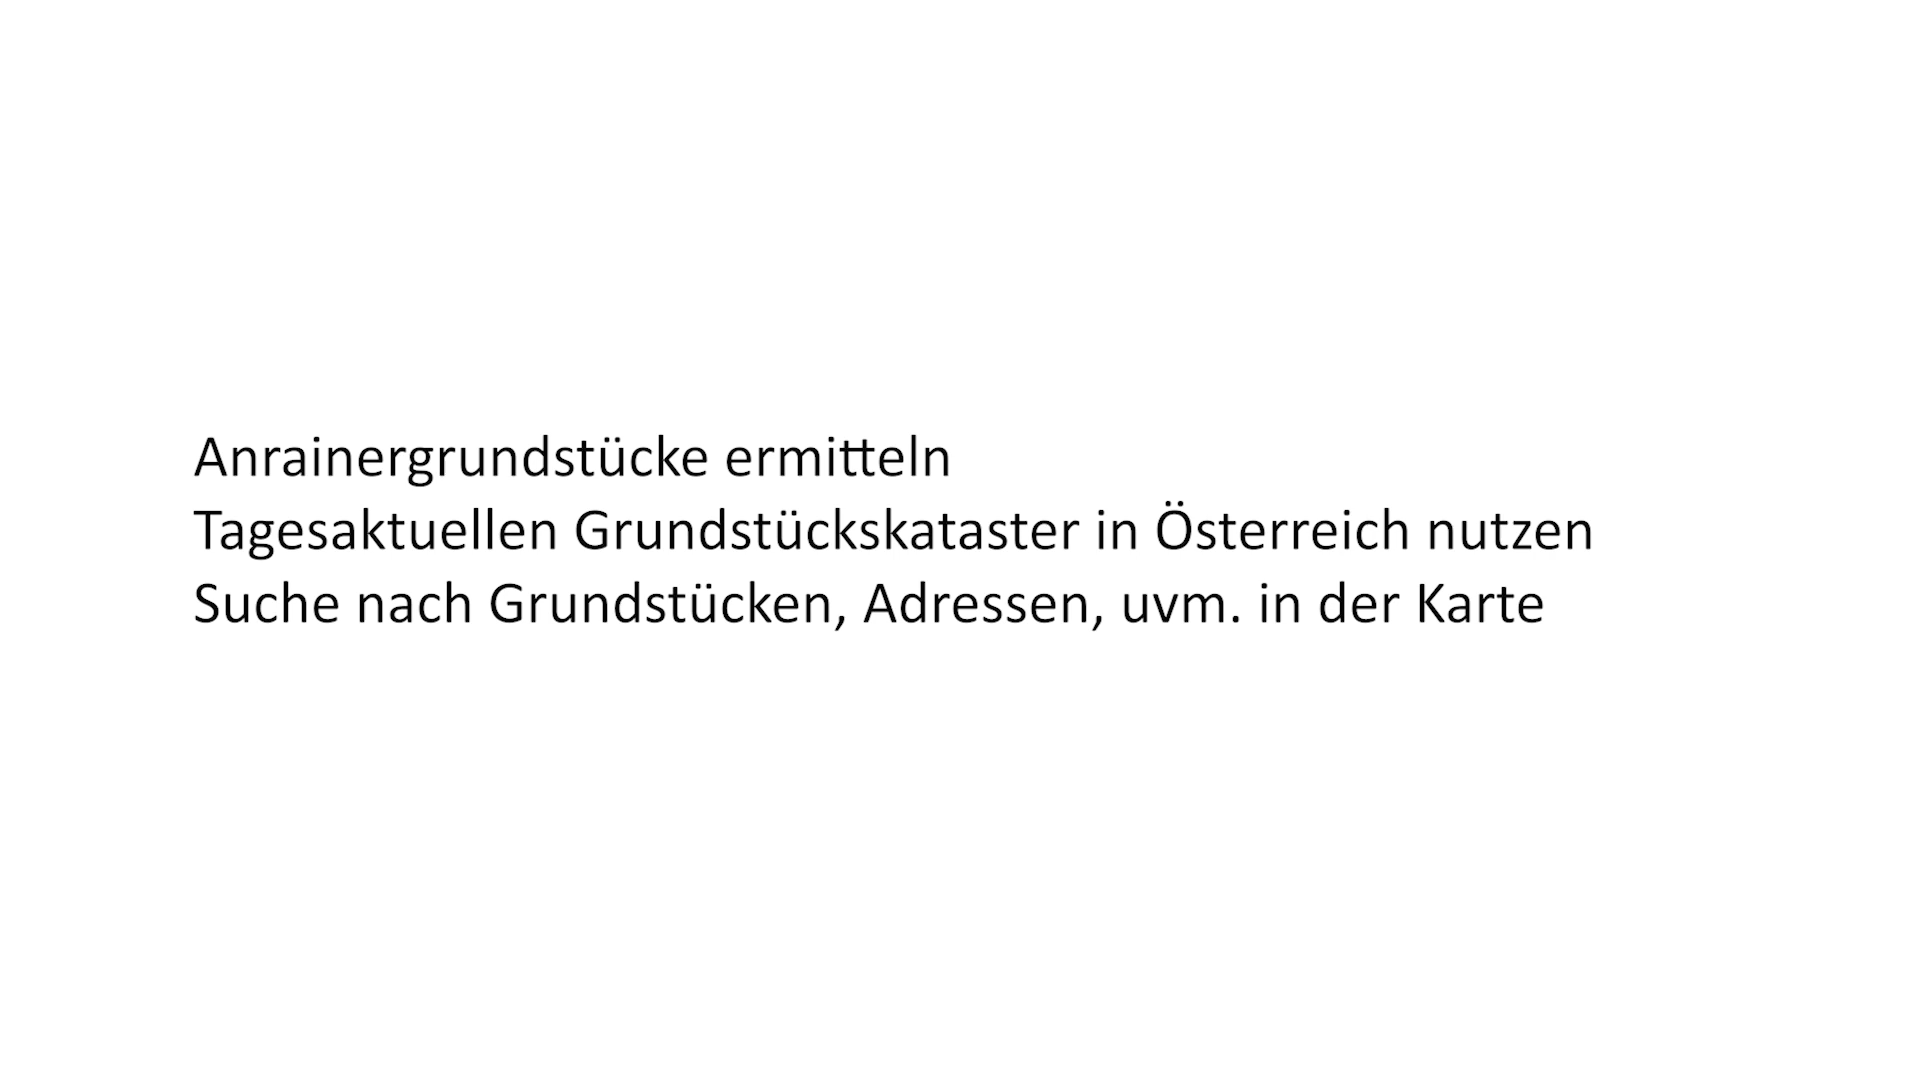 Anrainergrundstücke ermitteln
Tagesaktuellen Grundstückskataster in Österreich nutzen
Suche nach Grundstücken, Adressen, uvm. in der Karte